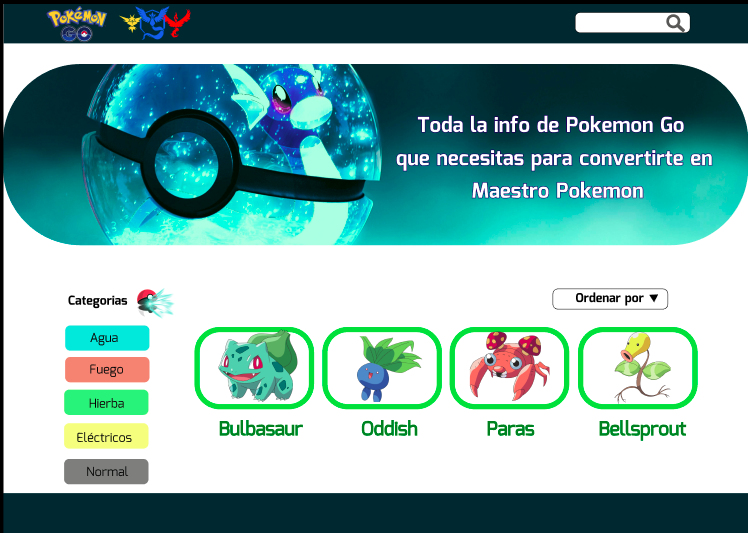 Pokémon
GO
Toda la info de Pokemon Go
que necesitas para convertirte en
Maestro Pokemon
Categorias
Ordenar por ▼
Agua
Fuego
Hierba
Eléctricos
Normal
Bulbasaur
Oddish
Paras
Bellsprout